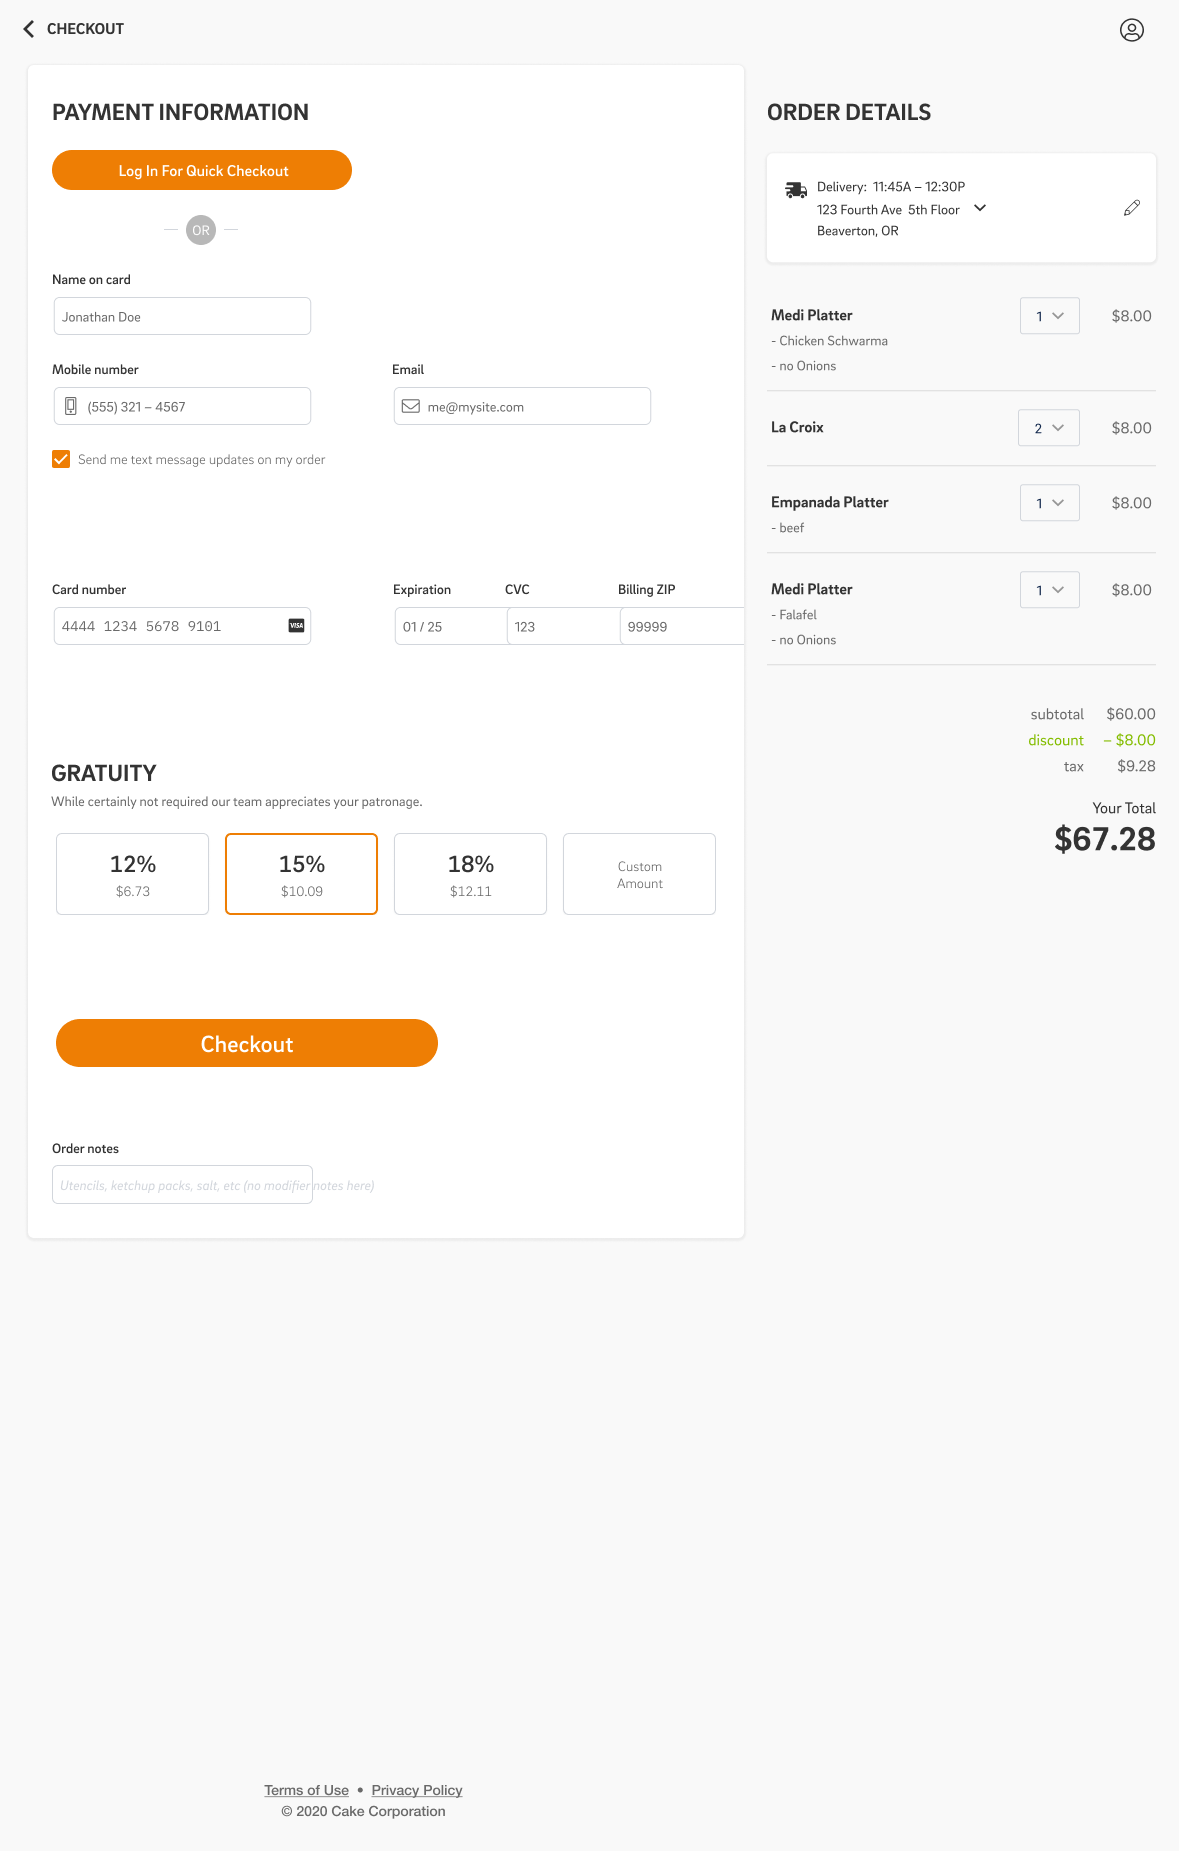 CHECKOUT
PAYMENT INFORMATION
Log In For Quick Checkout
OR
Name on card
Jonathan Doe
Mobile number
(555) 321 – 4567
Email
me@mysite.com
Send me text message updates on my order
Card number
4444 1234 5678 9101
VISA
Expiration
01 / 25
CVC
123
Billing ZIP
99999
GRATUITY
While certainly not required our team appreciates your patronage.
12%
$6.73
15%
$10.09
18%
$12.11
Custom
Amount
Checkout
Order notes
Utencils, ketchup packs, salt, etc (no modifier notes here)
ORDER DETAILS
Delivery: 11:45A – 12:30P
123 Fourth Ave 5th Floor
Beaverton, OR
Medi Platter 1 $8.00
- Chicken Schwarma
- no Onions
La Croix 2 $8.00
Empanada Platter 1 $8.00
- beef
Medi Platter 1 $8.00
- Falafel
- no Onions
subtotal $60.00
discount – $8.00
tax $9.28
Your Total
$67.28
Terms of Use • Privacy Policy
© 2020 Cake Corporation